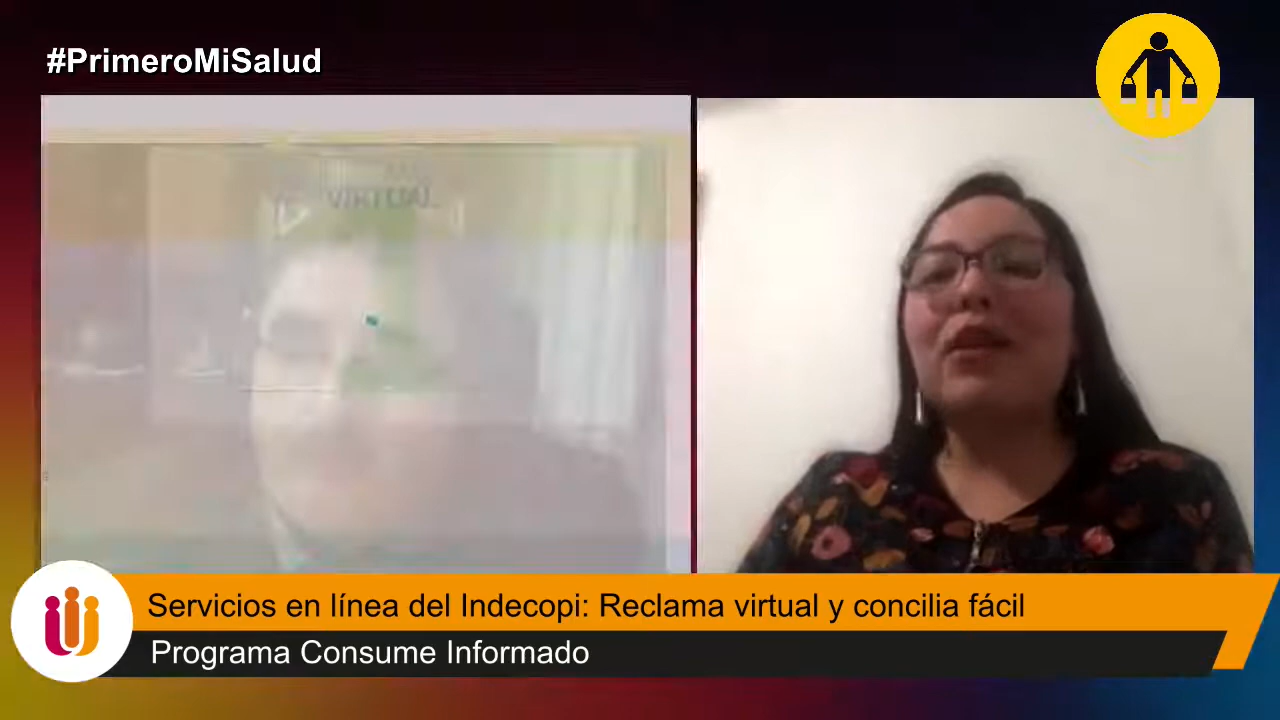 #PrimeroMiSalud
VIRTUAL
Servicios en línea del Indecopi: Reclama virtual y concilia fácil
Programa Consume Informado